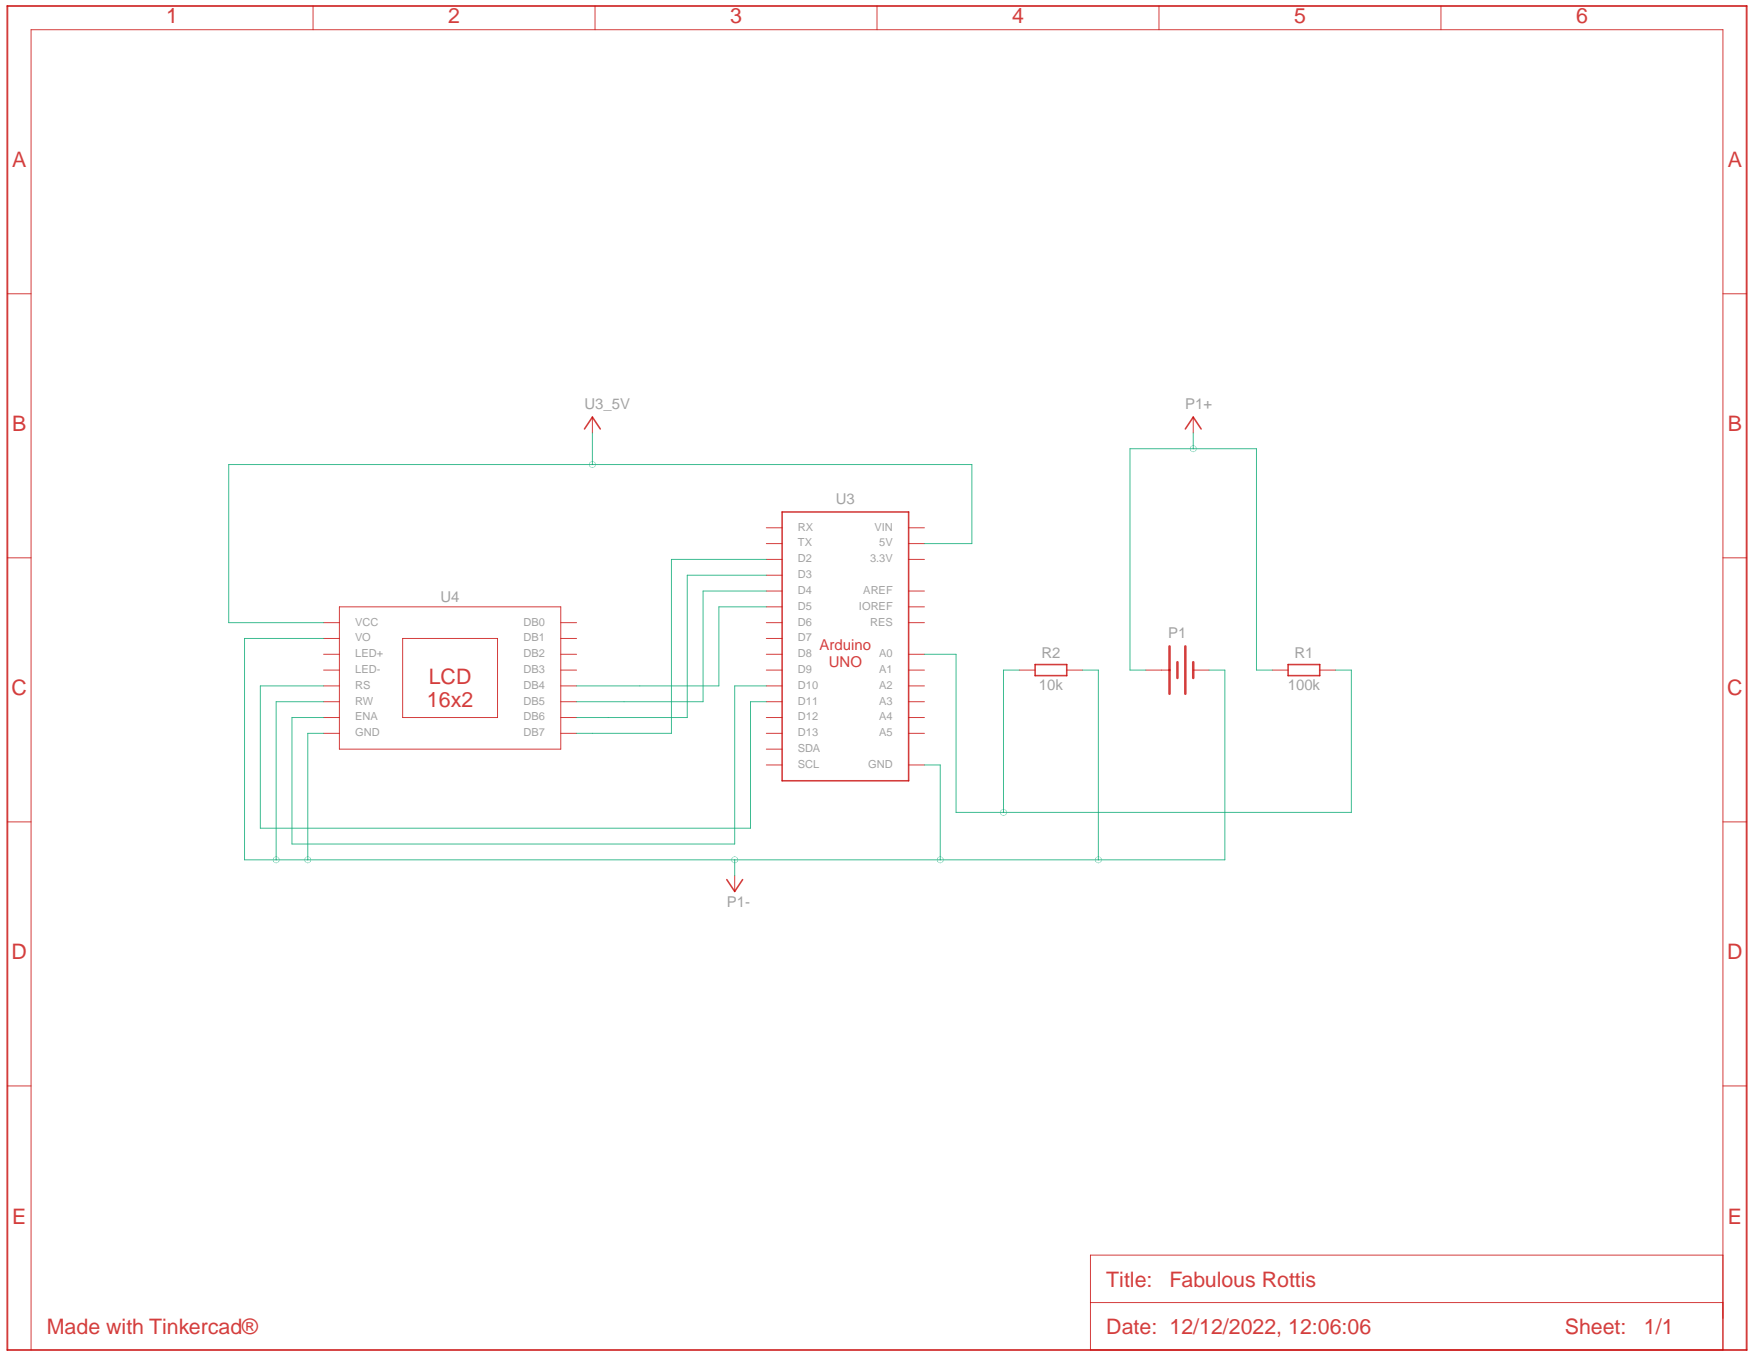 1 2 3 4 5 6
A A
B B
C C
D D
E E
U3_5V
P1+
U3
RX VIN
TX 5V
D2 3.3V
D3
D4 AREF
D5 IOREF
D6 RES
D7
D8 A0
D9 A1
D10 A2
D11 A3
D12 A4
D13 A5
SDA
SCL GND
Arduino
UNO
U4
VCC DB0
VO DB1
LED+ DB2
LED- DB3
RS DB4
RW DB5
ENA DB6
GND DB7
LCD
16x2
R2
10k
P1
R1
100k
P1-
Title: Fabulous Rottis
Made with Tinkercad®
Date: 12/12/2022, 12:06:06 Sheet: 1/1